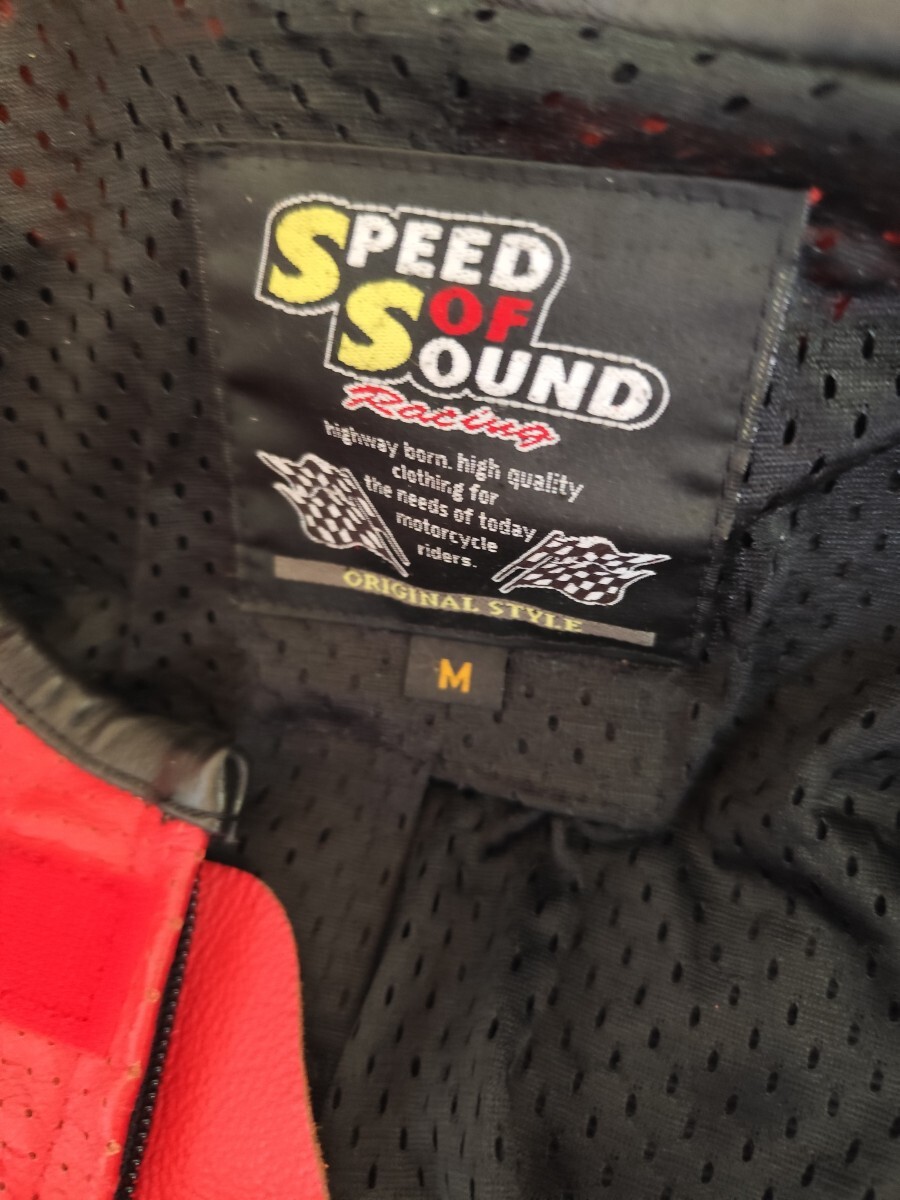 SPEED
OF
SOUND
Racing
highway born. high quality
clothing for
the needs of today
motorcycle
riders.
ORIGINAL STYLE
M